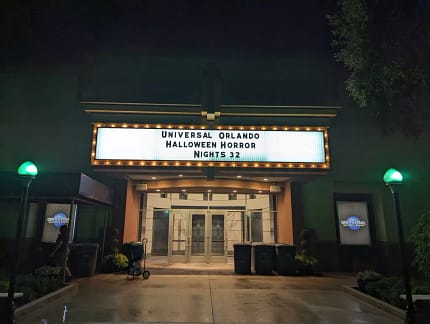 Universal Orlando
Halloween Horror
Nights 32